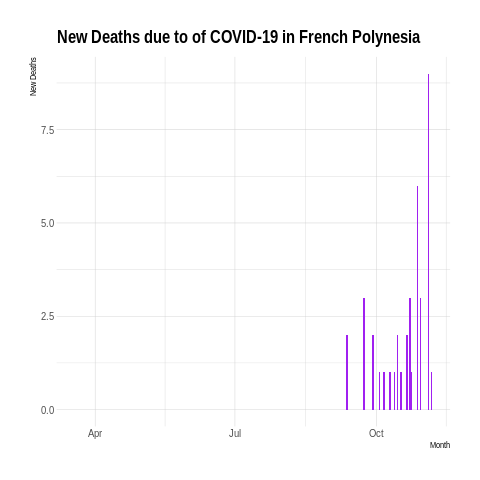 New Deaths due to of COVID-19 in French Polynesia
New Deaths
7.5
5.0
2.5
0.0
Apr Jul Oct
Month